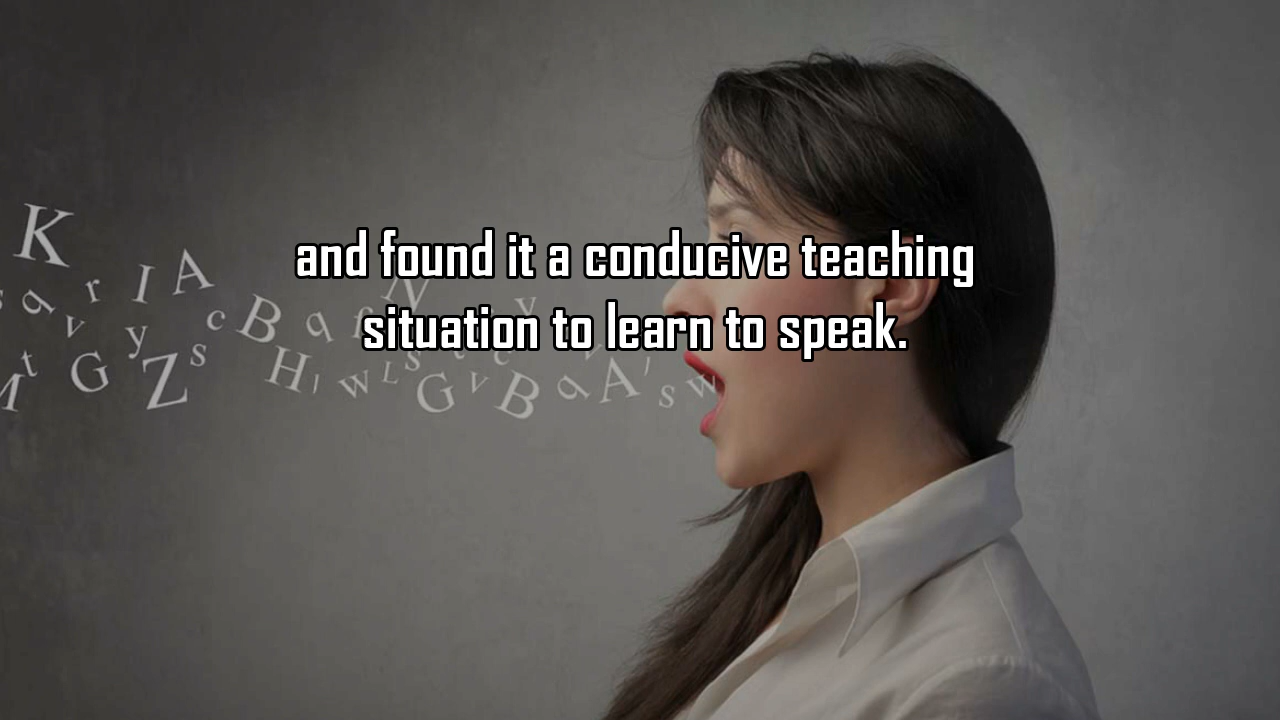 and found it a conducive teaching
situation to learn to speak.
K
r I A
a v y c B a N v
t G Z s H I W L S G v B a A s w
M